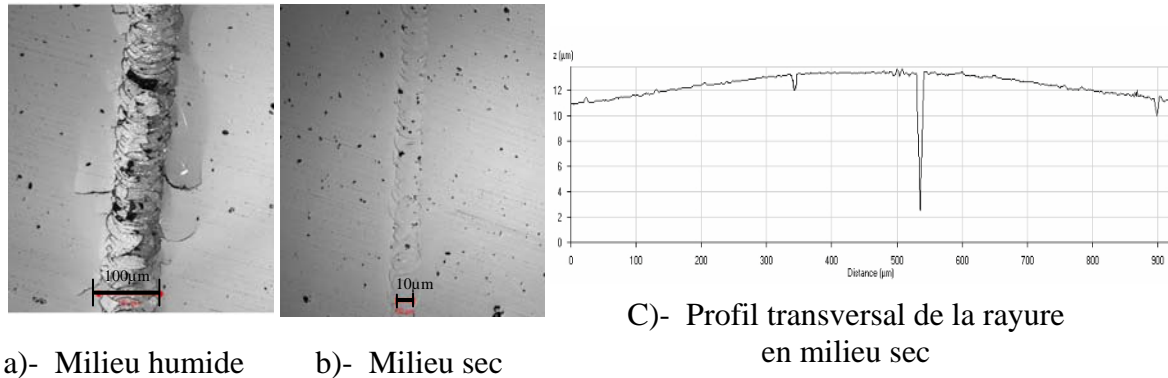 100µm
10µm
z (µm)
12
10
8
6
4
2
0
0 100 200 300 400 500 600 700 800 900
Distance (µm)
a)- Milieu humide
b)- Milieu sec
C)- Profil transversal de la rayure
en milieu sec